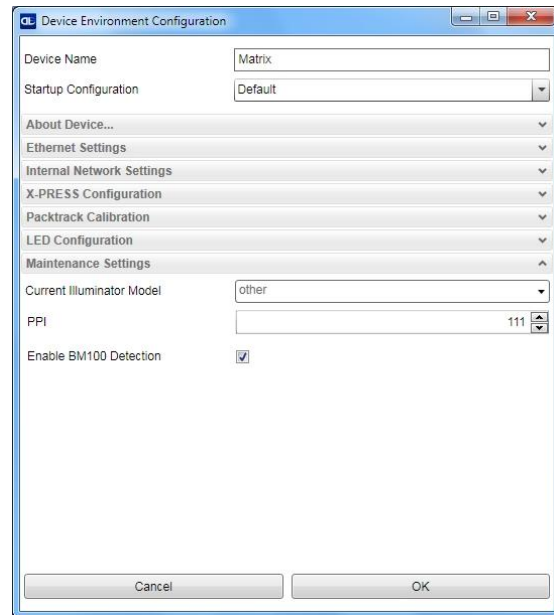 DL Device Environment Configuration
Device Name Matrix
Startup Configuration Default
About Device...
Ethernet Settings
Internal Network Settings
X-PRESS Configuration
Packtrack Calibration
LED Configuration
Maintenance Settings
Current Illuminator Model other
PPI 111
Enable BM100 Detection
Cancel OK